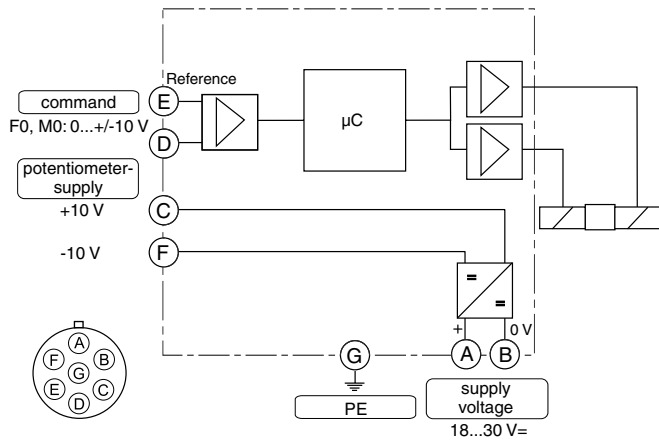 Reference
E
command
F0, M0: 0...+/-10 V
D
µC
potentiometer-
supply
+10 V
C
-10 V
F
=
=
+
0 V
A
B
G
PE
supply
voltage
18...30 V=
A
F
B
G
E
C
D